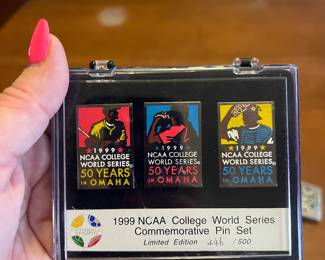 1999
NCAA COLLEGE
WORLD SERIES
50 YEARS
IN OMAHA
1999
NCAA COLLEGE
WORLD SERIES
50 YEARS
IN OMAHA
1999
NCAA COLLEGE
WORLD SERIES
50 YEARS
IN OMAHA
1999 NCAA College World Series
Commemorative Pin Set
Limited Edition 446 /500